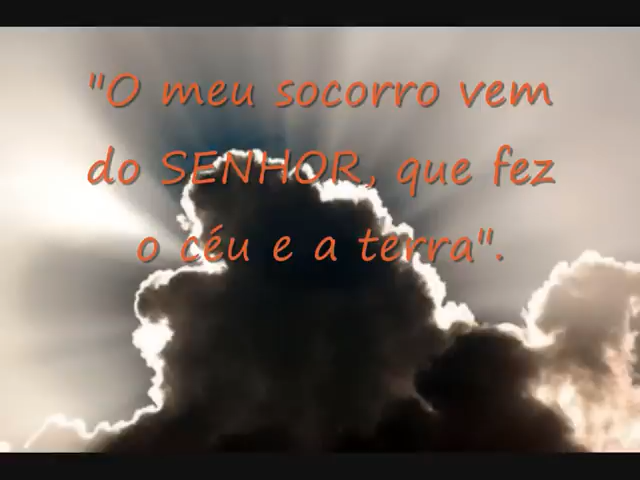 "O meu socorro vem
do SENHOR, que fez
o céu e a terra".